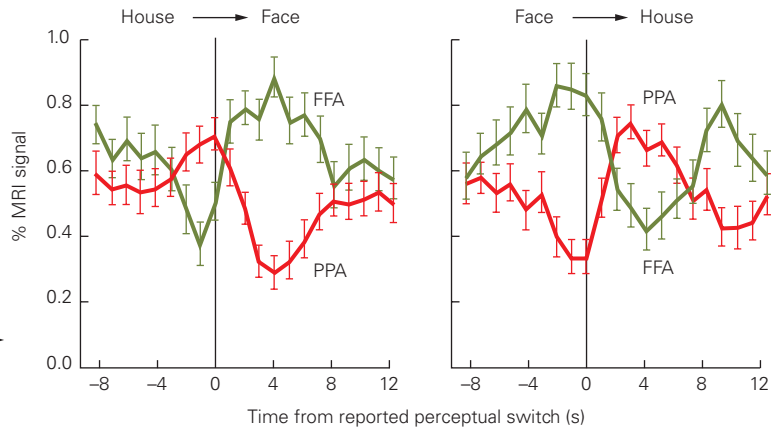 House → Face
Face → House
% MRI signal
1.0
0.8
0.6
0.4
0.2
0.0
FFA
PPA
PPA
FFA
–8 –4 0 4 8 12
–8 –4 0 4 8 12
Time from reported perceptual switch (s)